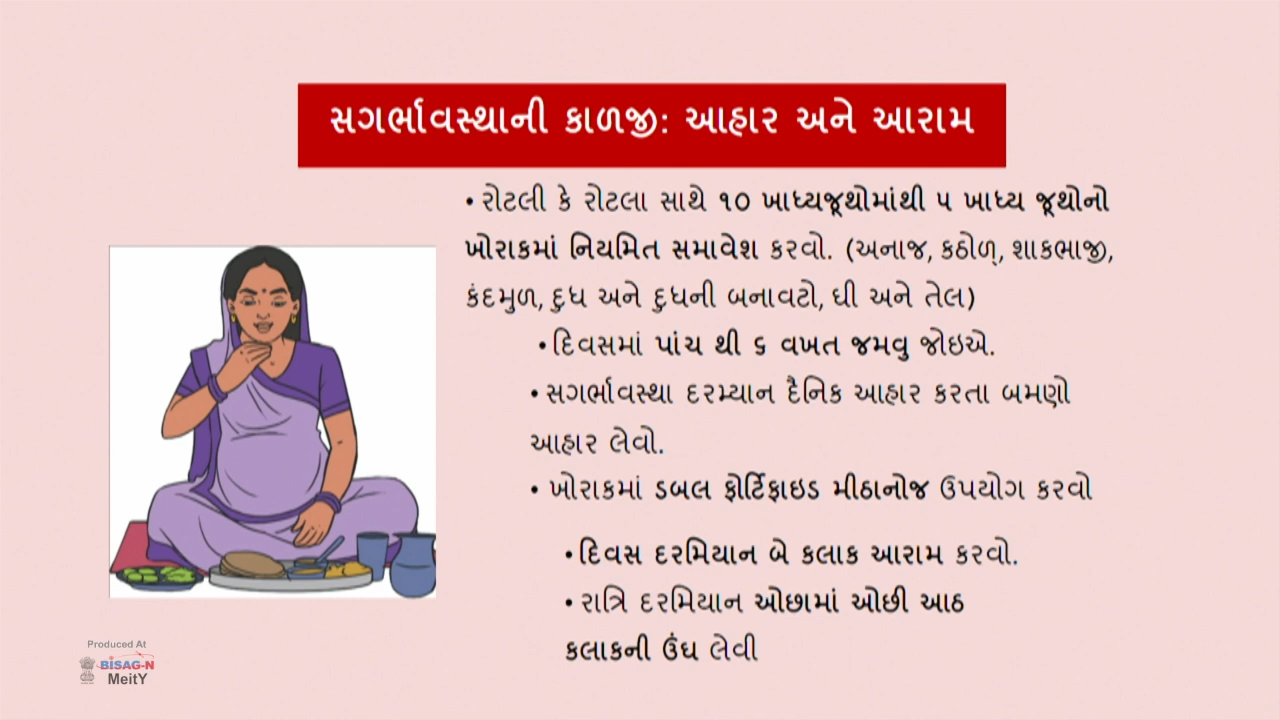 સગર્ભાવસ્થાની કાળજી: આહાર અને આરામ
• રોટલી કે રોટલા સાથે ૧૦ ખાધ્યજૂથોમાંથી ૫ ખાધ્ય જૂથોનો
ખોરાકમાં નિયમિત સમાવેશ કરવો. (અનાજ, કઠોળ્, શાકભાજી,
કંદમુળ, દુધ અને દુધની બનાવટો, ઘી અને તેલ)
• દિવસમાં પાંચ થી ૬ વખત જમવુ જોઇએ.
• સગર્ભાવસ્થા દરમ્યાન દૈનિક આહાર કરતા બમણો
આહાર લેવો.
• ખોરાકમાં ડબલ ફોર્ટિફાઇડ મીઠાનોજ ઉપયોગ કરવો
• દિવસ દરમિયાન બે કલાક આરામ કરવો.
• રાત્રિ દરમિયાન ઓછામાં ઓછી આઠ
કલાકની ઉંઘ લેવી
Produced At
BISAG-N
MeitY